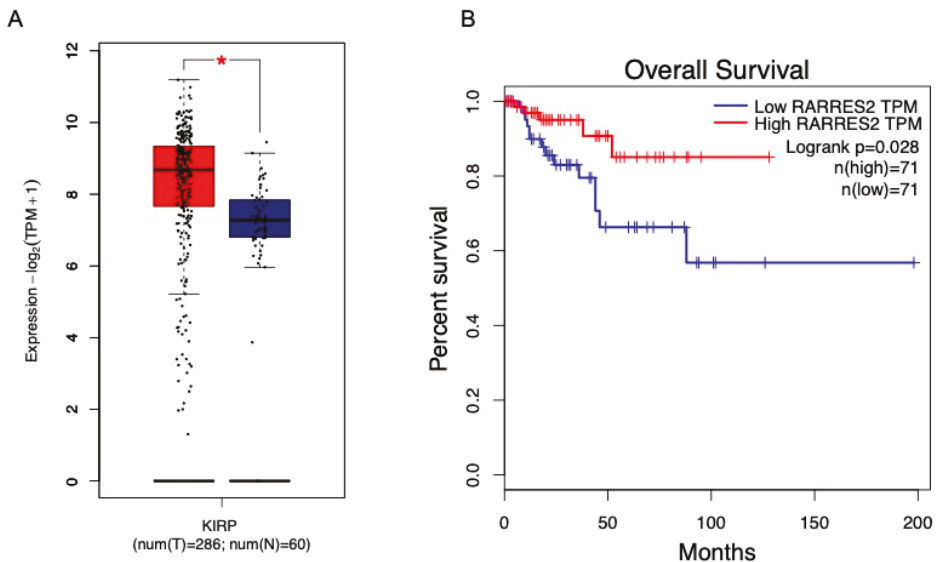 A
12
10
8
6
4
2
0
Expression – log₂(TPM + 1)
*
KIRP
(num(T)=286; num(N)=60)
B
Overall Survival
Low RARRES2 TPM
High RARRES2 TPM
Logrank p=0.028
n(high)=71
n(low)=71
1.0
0.8
0.6
0.4
0.2
0.0
Percent survival
0 50 100 150 200
Months